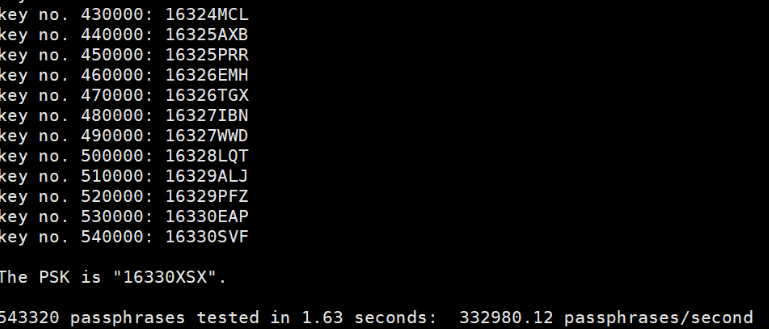 key no. 430000: 16324MCL
key no. 440000: 16325AXB
key no. 450000: 16325PRR
key no. 460000: 16326EMH
key no. 470000: 16326TGX
key no. 480000: 16327IBN
key no. 490000: 16327WWD
key no. 500000: 16328LQT
key no. 510000: 16329ALJ
key no. 520000: 16329PFZ
key no. 530000: 16330EAP
key no. 540000: 16330SVF
The PSK is "16330XSX".
543320 passphrases tested in 1.63 seconds:  332980.12 passphrases/second